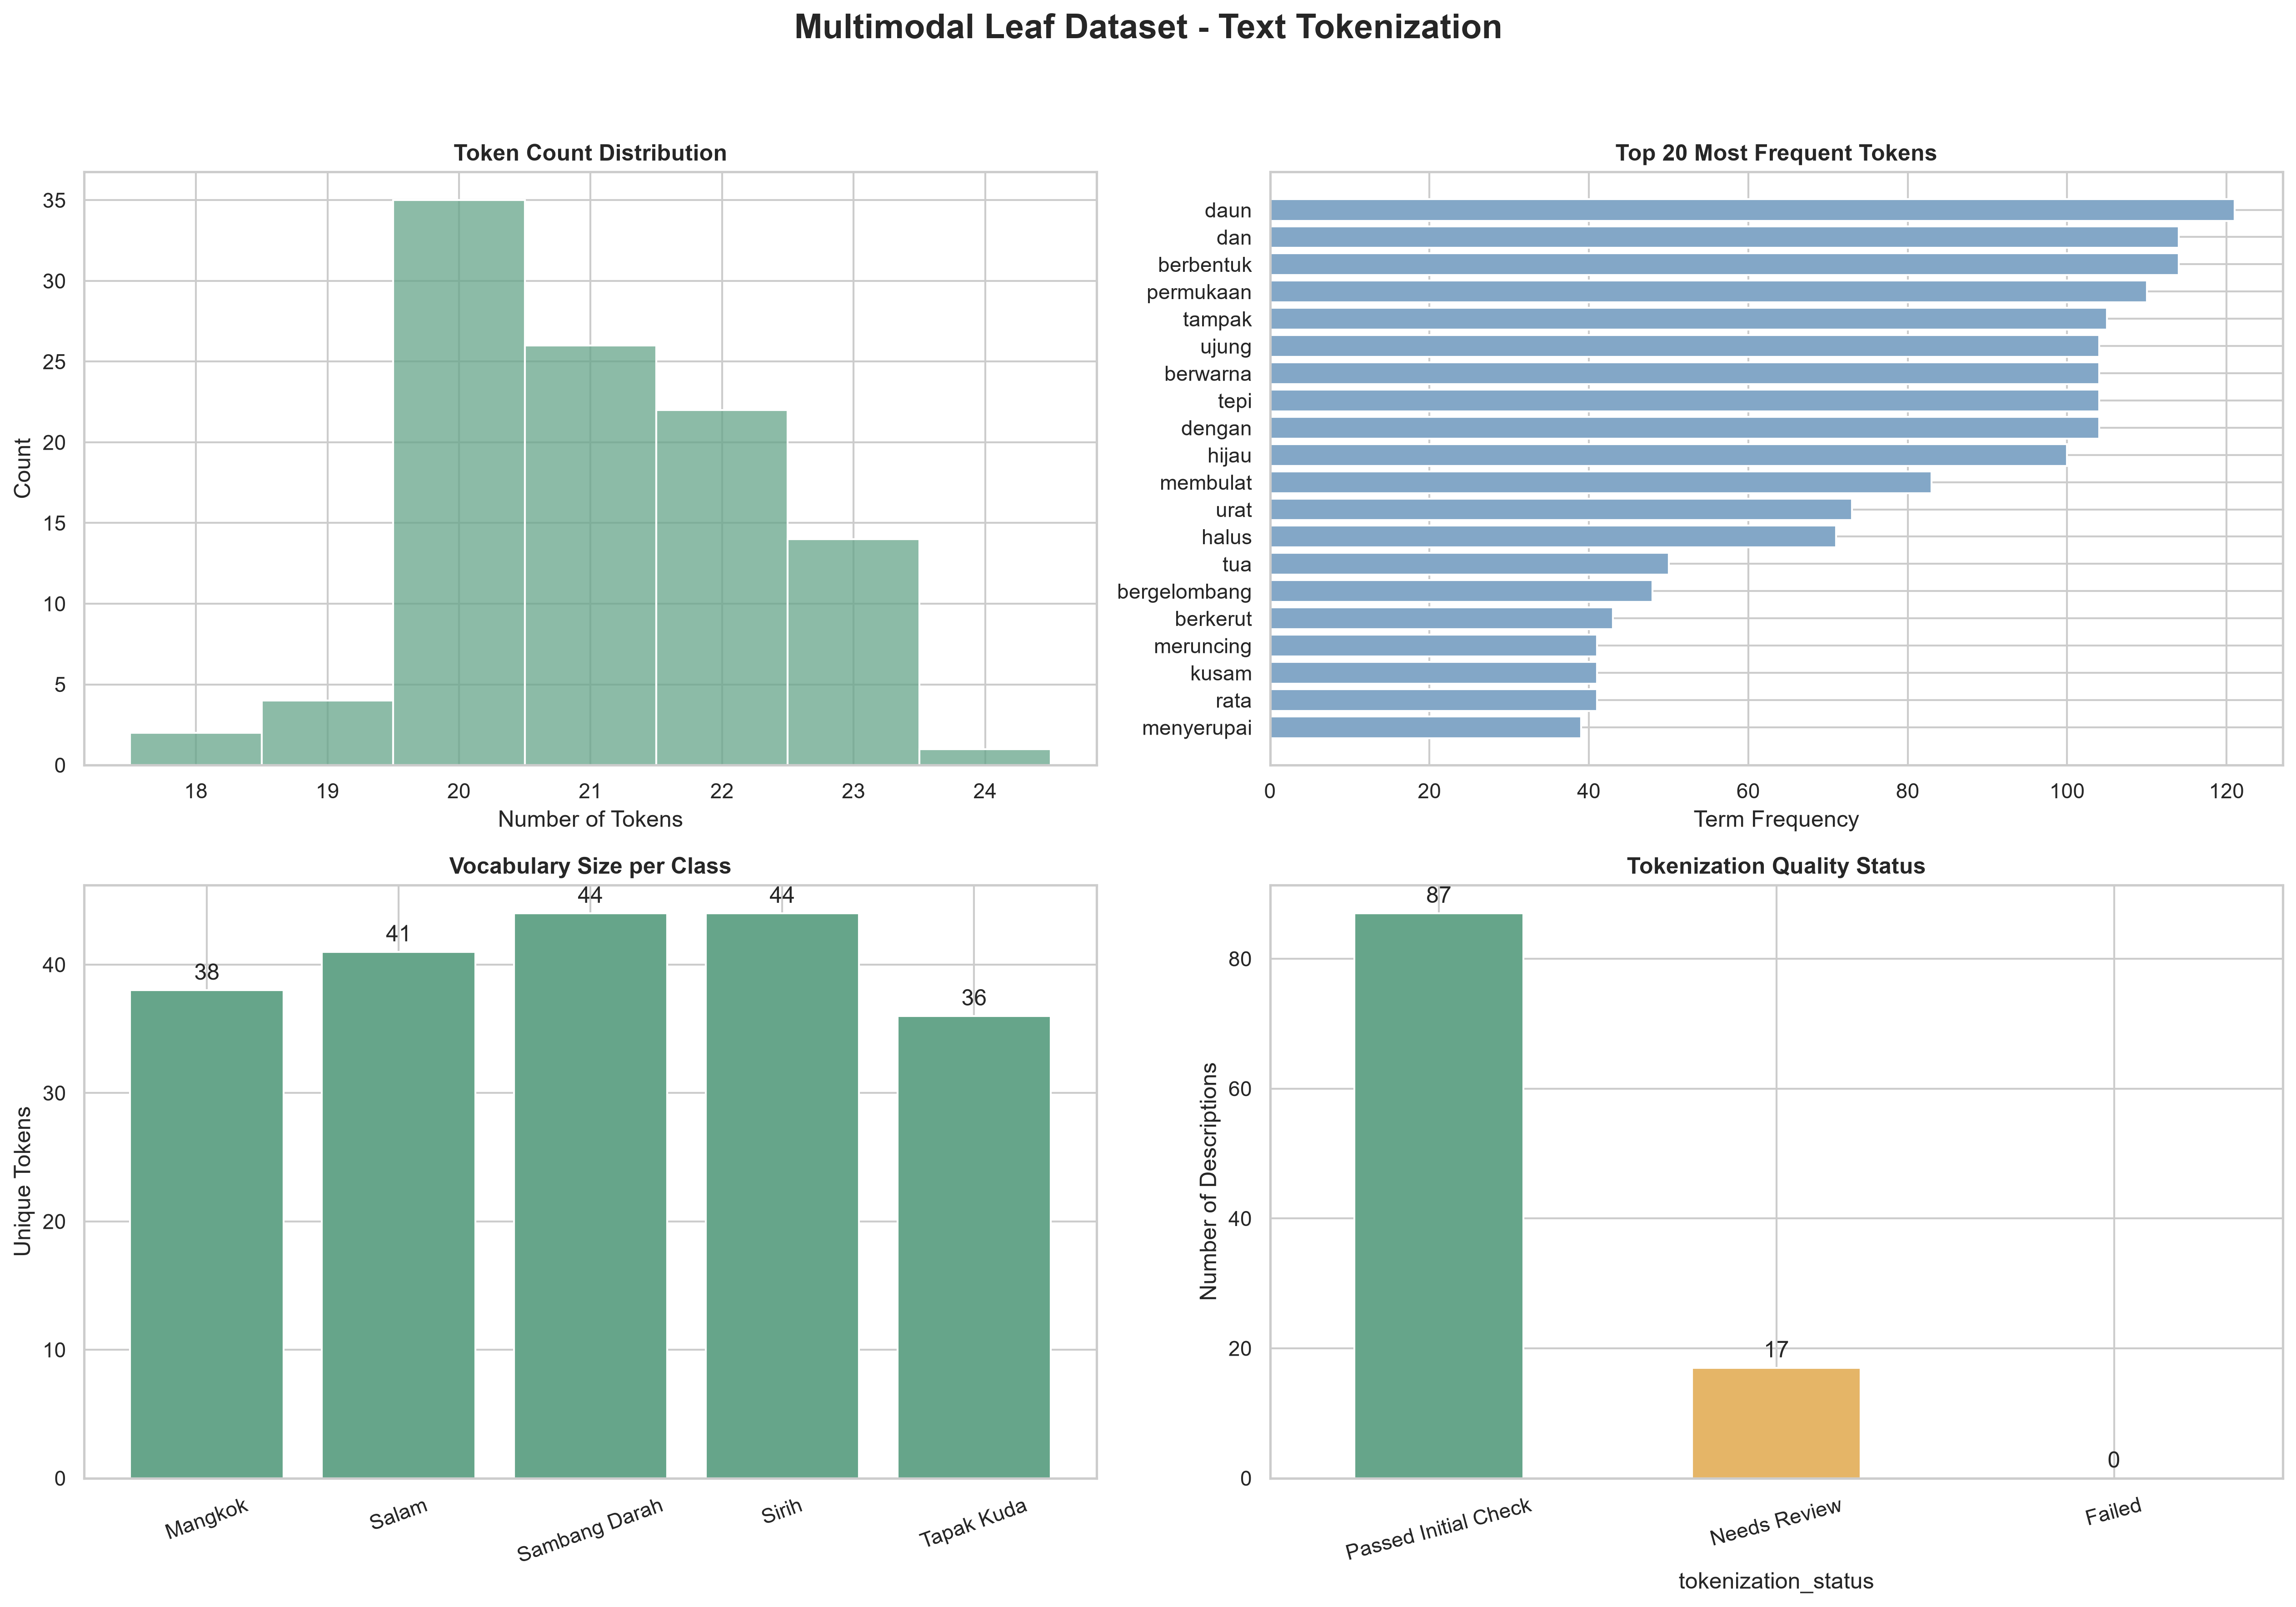 Multimodal Leaf Dataset - Text Tokenization
Token Count Distribution
Count
35
30
25
20
15
10
5
0
18 19 20 21 22 23 24
Number of Tokens
Top 20 Most Frequent Tokens
daun
dan
berbentuk
permukaan
tampak
ujung
berwarna
tepi
dengan
hijau
membulat
urat
halus
tua
bergelombang
berkerut
meruncing
kusam
rata
menyerupai
0 20 40 60 80 100 120
Term Frequency
Vocabulary Size per Class
Unique Tokens
40
30
20
10
0
38 41 44 44 36
Mangkok Salam Sambang Darah Sirih Tapak Kuda
Tokenization Quality Status
Number of Descriptions
80
60
40
20
0
87 17 0
Passed Initial Check Needs Review Failed
tokenization_status